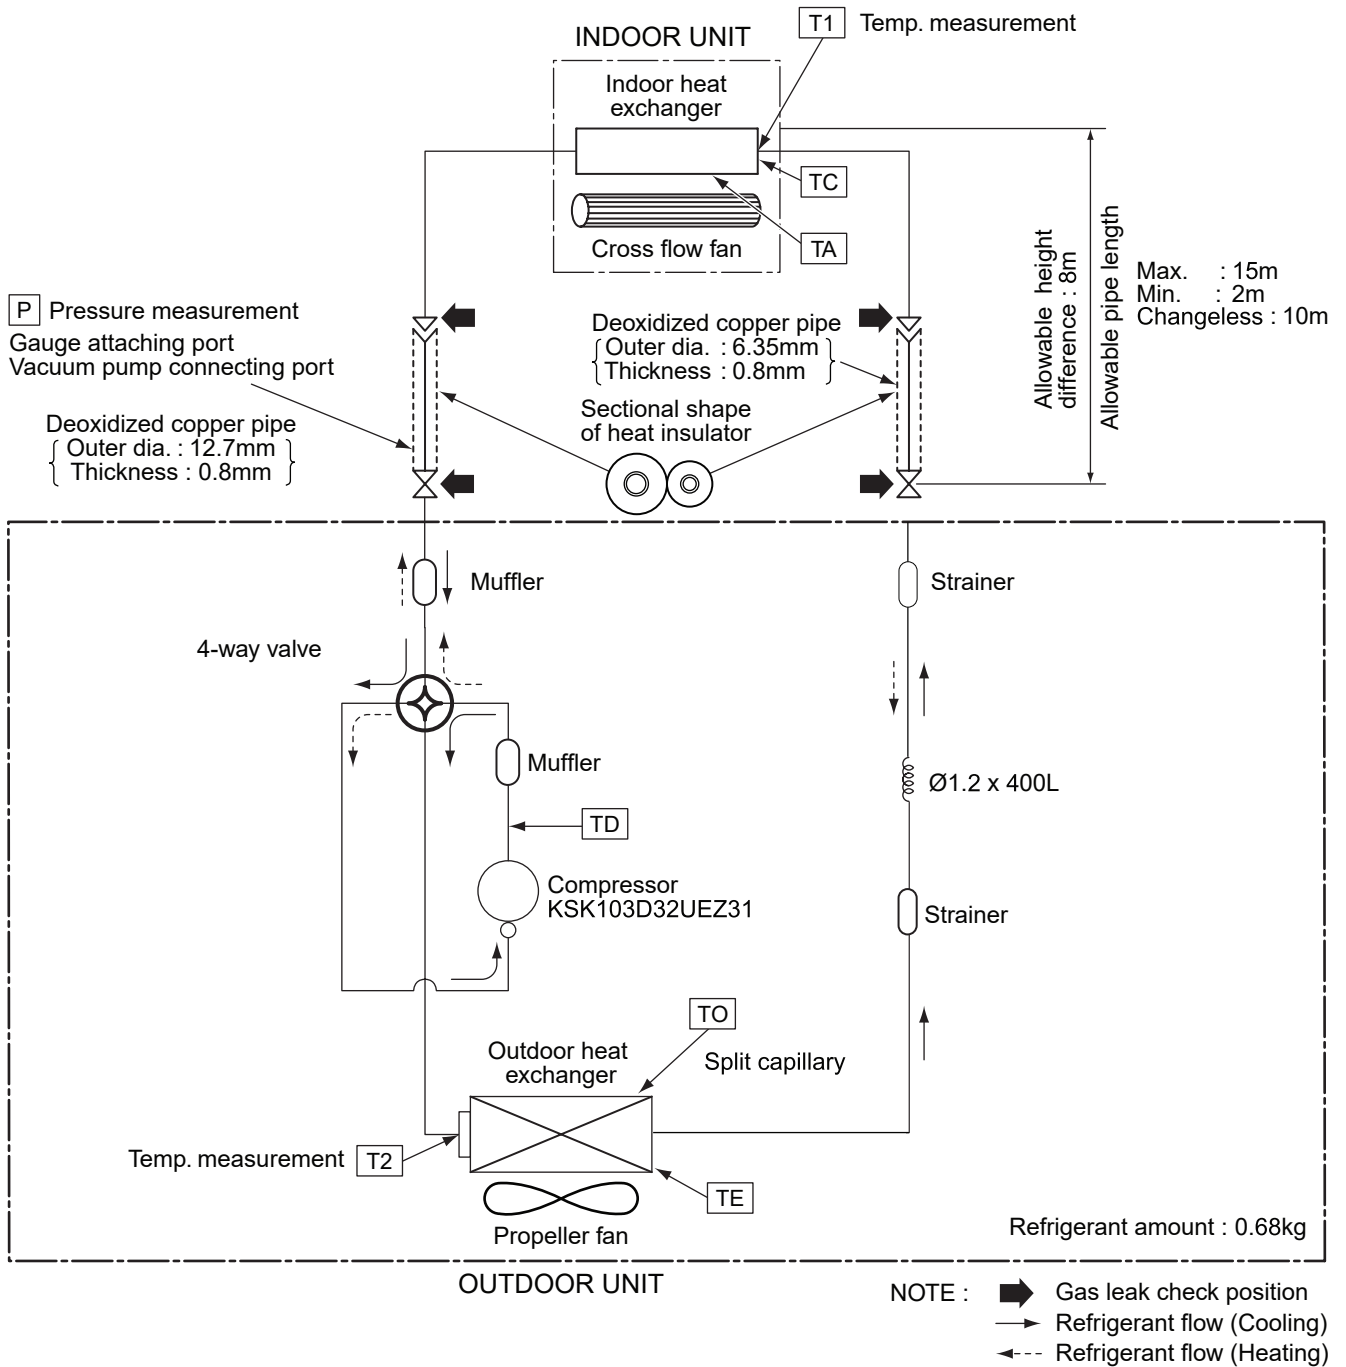 T1 Temp. measurement
INDOOR UNIT
Indoor heat
exchanger
TC
Cross flow fan
TA
Allowable height
difference : 8m
Allowable pipe length
Max. : 15m
Min. : 2m
Changeless : 10m
P Pressure measurement
Gauge attaching port
Vacuum pump connecting port
Deoxidized copper pipe
Outer dia. : 12.7mm
Thickness : 0.8mm
Deoxidized copper pipe
Outer dia. : 6.35mm
Thickness : 0.8mm
Sectional shape
of heat insulator
Muffler
Strainer
4-way valve
Muffler
Ø1.2 x 400L
TD
Compressor
KSK103D32UEZ31
Strainer
TO
Outdoor heat
exchanger
Split capillary
Temp. measurement T2
TE
Propeller fan
Refrigerant amount : 0.68kg
OUTDOOR UNIT
NOTE :
Gas leak check position
Refrigerant flow (Cooling)
Refrigerant flow (Heating)